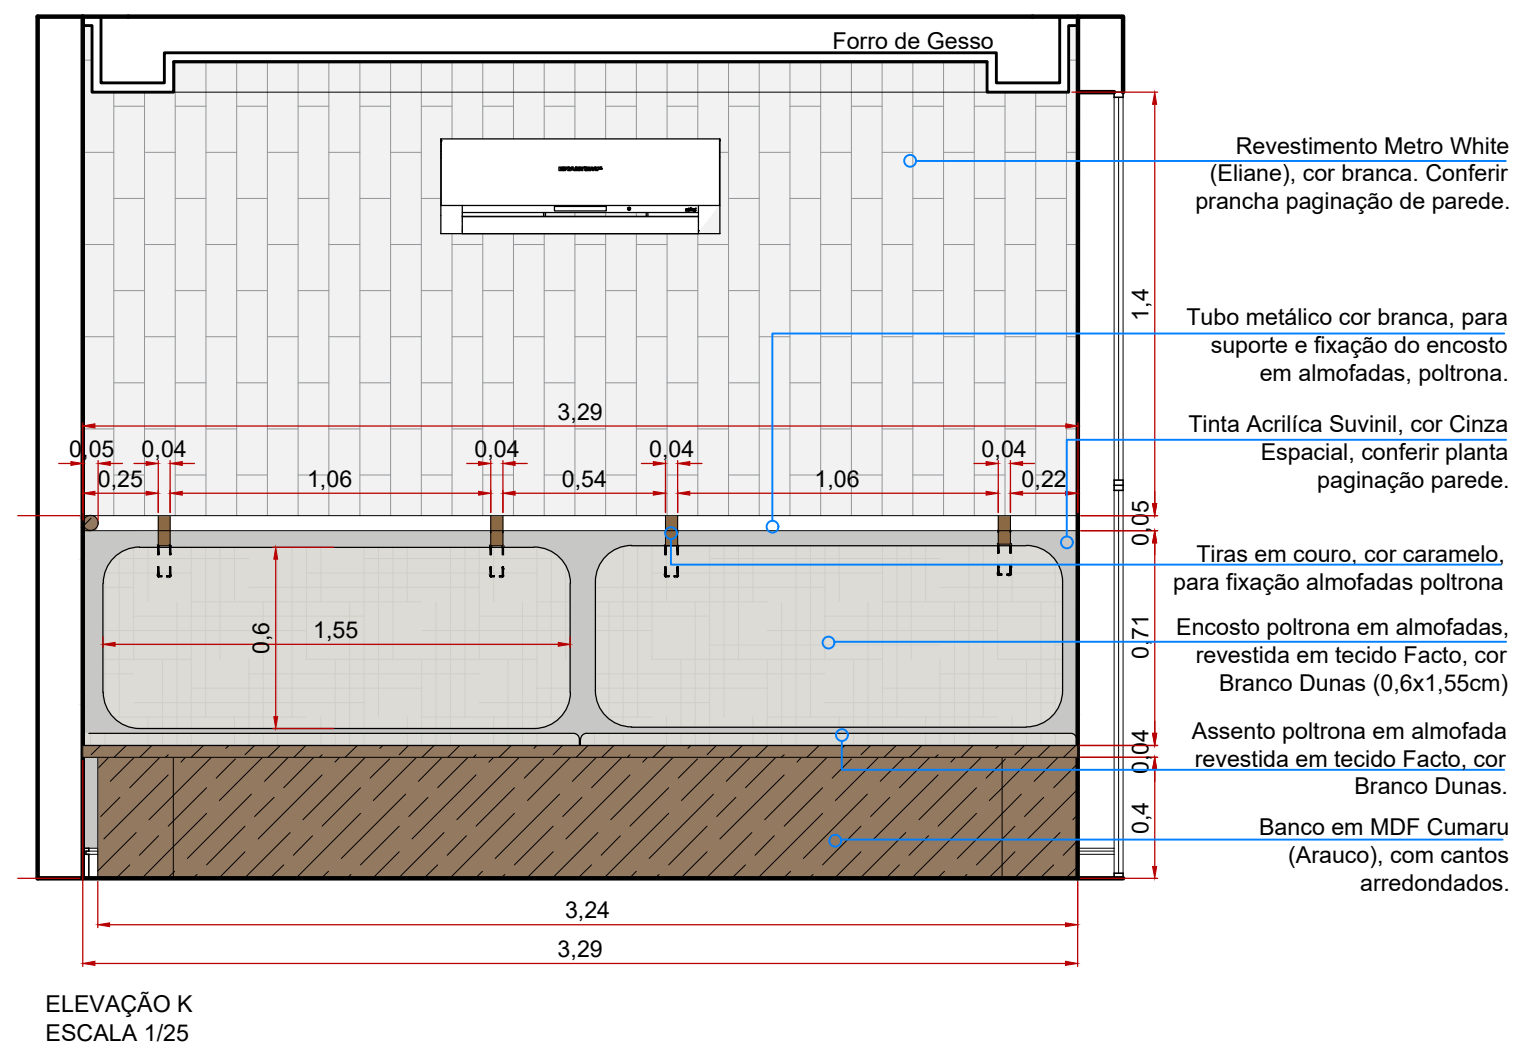 Forro de Gesso
Revestimento Metro White
(Eliane), cor branca. Conferir
prancha paginação de parede.
1,4
Tubo metálico cor branca, para
suporte e fixação do encosto
em almofadas, poltrona.
3,29
Tinta Acrilíca Suvinil, cor Cinza
Espacial, conferir planta
paginação parede.
0,05 0,04 0,04 0,04 0,04
0,25 1,06 0,54 1,06 0,22
0,05
Tiras em couro, cor caramelo,
para fixação almofadas poltrona
0,6
1,55
0,71
Encosto poltrona em almofadas,
revestida em tecido Facto, cor
Branco Dunas (0,6x1,55cm)
0,04
Assento poltrona em almofada
revestida em tecido Facto, cor
Branco Dunas.
0,4
Banco em MDF Cumaru
(Arauco), com cantos
arredondados.
3,24
3,29
ELEVAÇÃO K
ESCALA 1/25